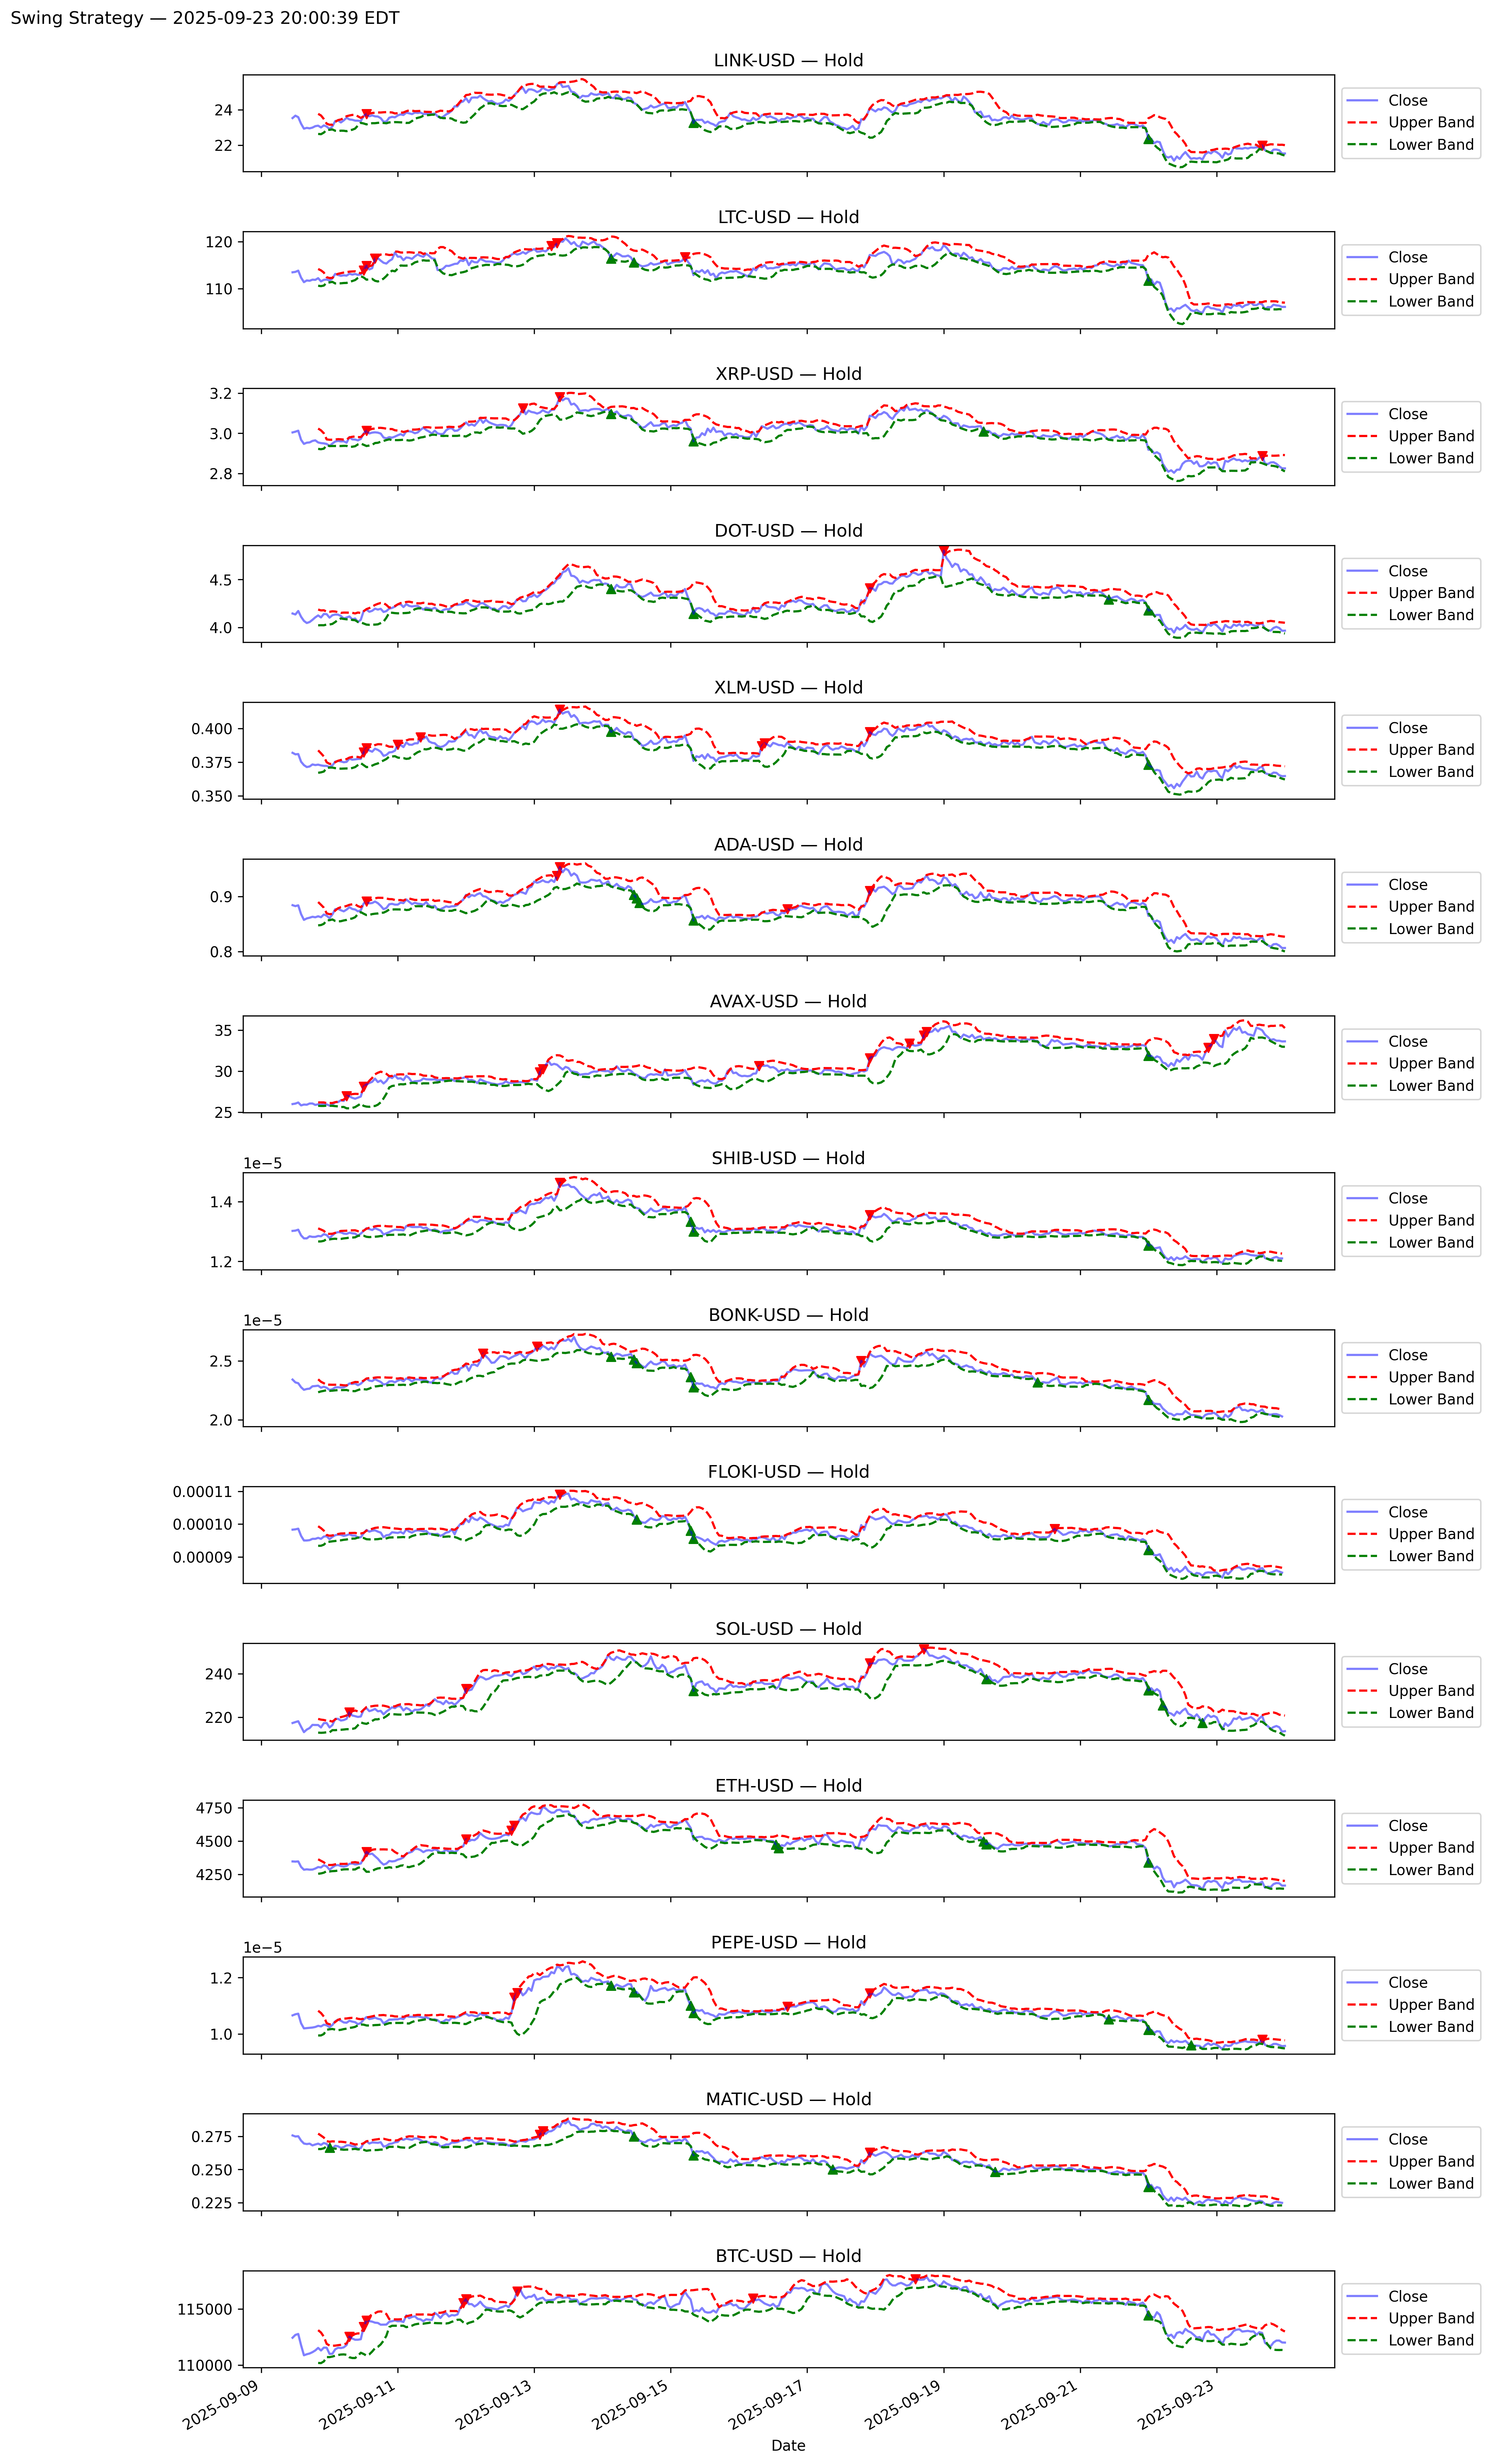 Swing Strategy — 2025-09-23 20:00:39 EDT
LINK-USD — Hold
24
22
Close
Upper Band
Lower Band
LTC-USD — Hold
120
110
Close
Upper Band
Lower Band
XRP-USD — Hold
3.2
3.0
2.8
Close
Upper Band
Lower Band
DOT-USD — Hold
4.5
4.0
Close
Upper Band
Lower Band
XLM-USD — Hold
0.400
0.375
0.350
Close
Upper Band
Lower Band
ADA-USD — Hold
0.9
0.8
Close
Upper Band
Lower Band
AVAX-USD — Hold
35
30
25
Close
Upper Band
Lower Band
SHIB-USD — Hold
1e−5
1.4
1.2
Close
Upper Band
Lower Band
BONK-USD — Hold
1e−5
2.5
2.0
Close
Upper Band
Lower Band
FLOKI-USD — Hold
0.00011
0.00010
0.00009
Close
Upper Band
Lower Band
SOL-USD — Hold
240
220
Close
Upper Band
Lower Band
ETH-USD — Hold
4750
4500
4250
Close
Upper Band
Lower Band
PEPE-USD — Hold
1e−5
1.2
1.0
Close
Upper Band
Lower Band
MATIC-USD — Hold
0.275
0.250
0.225
Close
Upper Band
Lower Band
BTC-USD — Hold
115000
110000
Close
Upper Band
Lower Band
2025-09-09
2025-09-11
2025-09-13
2025-09-15
2025-09-17
2025-09-19
2025-09-21
2025-09-23
Date